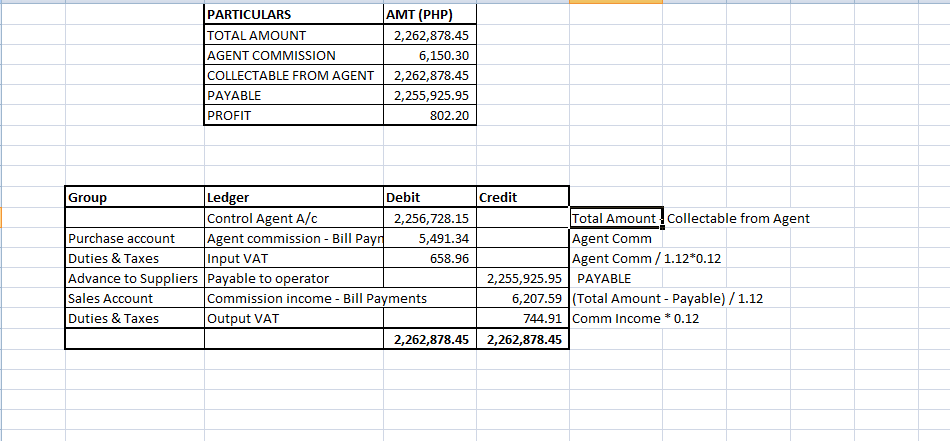 PARTICULARS AMT (PHP)
TOTAL AMOUNT 2,262,878.45
AGENT COMMISSION 6,150.30
COLLECTABLE FROM AGENT 2,262,878.45
PAYABLE 2,255,925.95
PROFIT 802.20
Group Ledger Debit Credit
Control Agent A/c 2,256,728.15 Total Amount - Collectable from Agent
Purchase account Agent commission - Bill Payn 5,491.34 Agent Comm
Duties & Taxes Input VAT 658.96 Agent Comm / 1.12*0.12
Advance to Suppliers Payable to operator 2,255,925.95 PAYABLE
Sales Account Commission income - Bill Payments 6,207.59 (Total Amount - Payable) / 1.12
Duties & Taxes Output VAT 744.91 Comm Income * 0.12
2,262,878.45 2,262,878.45